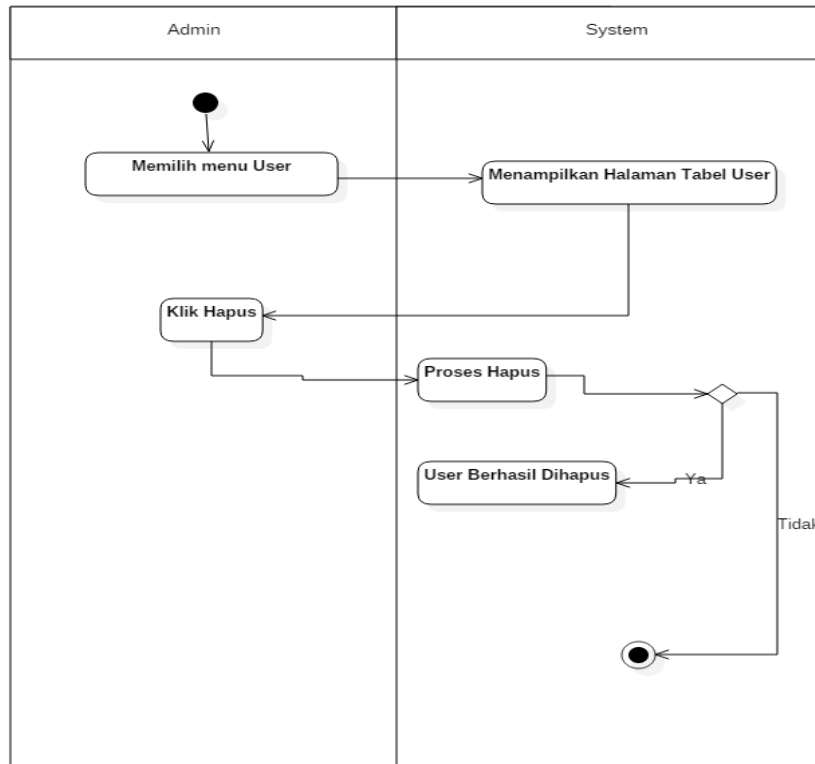 Admin
System
Memilih menu User
Menampilkan Halaman Tabel User
Klik Hapus
Proses Hapus
User Berhasil Dihapus
Ya
Tidak